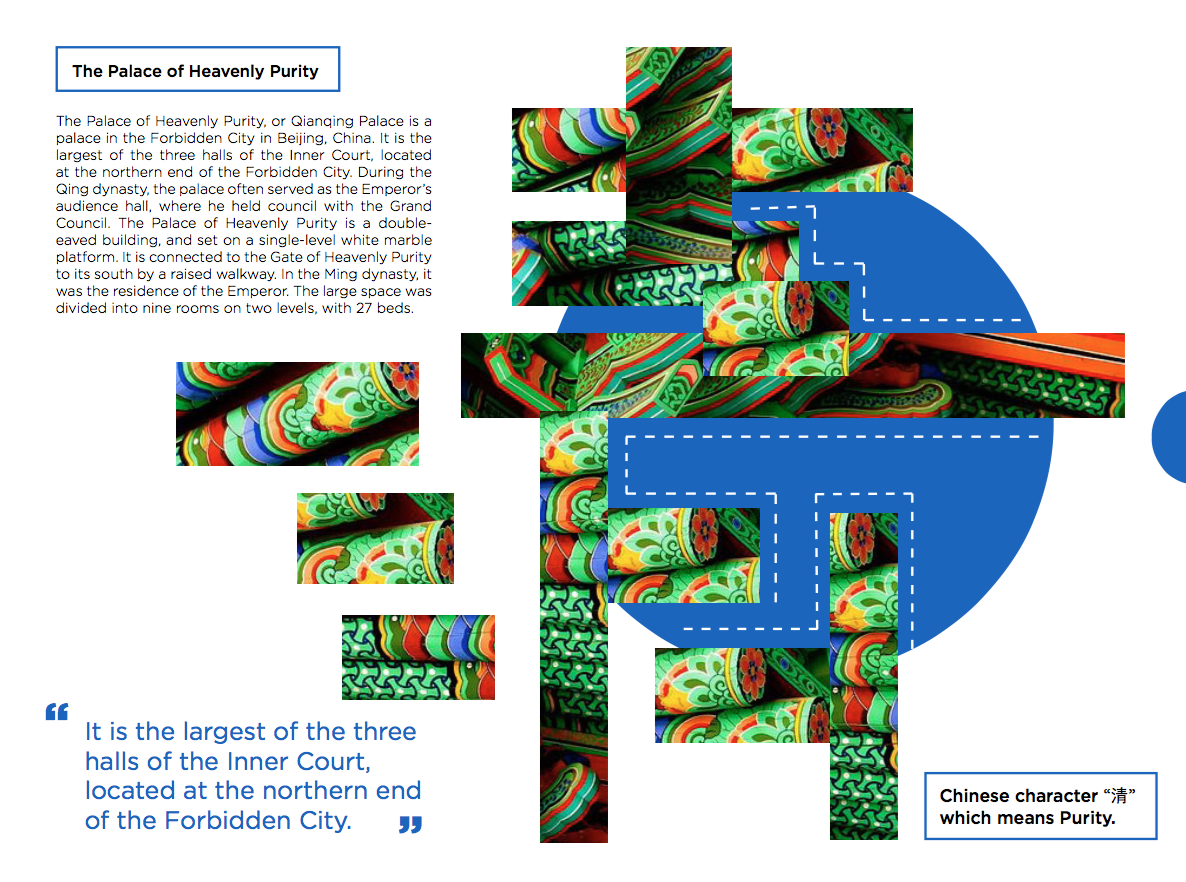 The Palace of Heavenly Purity
The Palace of Heavenly Purity, or Qianqing Palace is a
palace in the Forbidden City in Beijing, China. It is the
largest of the three halls of the Inner Court, located
at the northern end of the Forbidden City. During the
Qing dynasty, the palace often served as the Emperor’s
audience hall, where he held council with the Grand
Council. The Palace of Heavenly Purity is a double-
eaved building, and set on a single-level white marble
platform. It is connected to the Gate of Heavenly Purity
to its south by a raised walkway. In the Ming dynasty, it
was the residence of the Emperor. The large space was
divided into nine rooms on two levels, with 27 beds.
“It is the largest of the three
halls of the Inner Court,
located at the northern end
of the Forbidden City.”
Chinese character “清”
which means Purity.